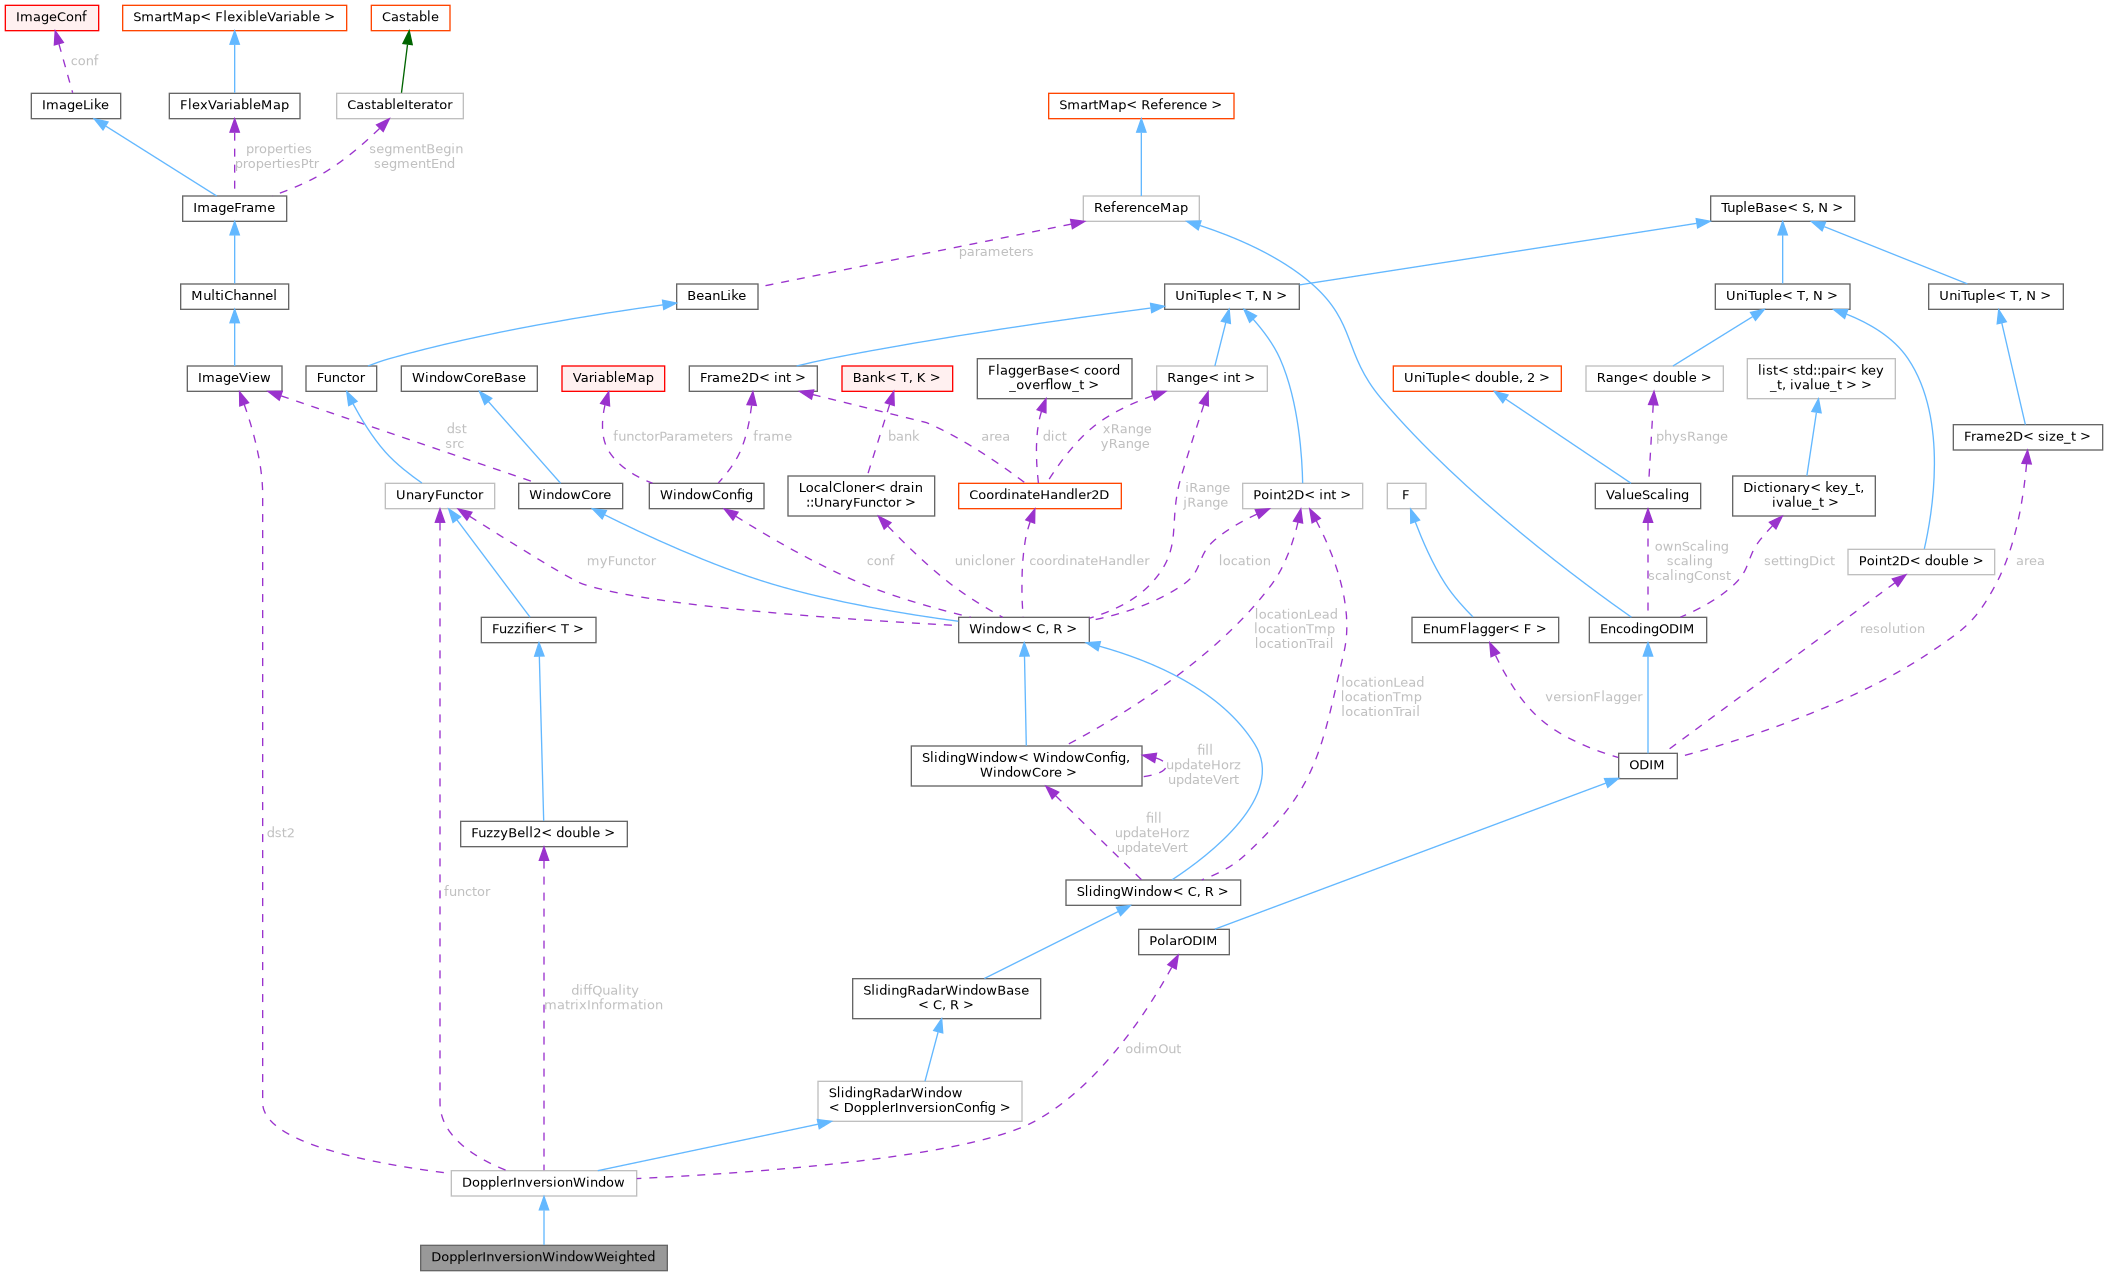 ImageConf
SmartMap< FlexibleVariable >
Castable
conf
ImageLike
FlexVariableMap
CastableIterator
SmartMap< Reference >
properties
propertiesPtr
segmentBegin
segmentEnd
ImageFrame
ReferenceMap
TupleBase< S, N >
parameters
MultiChannel
BeanLike
UniTuple< T, N >
UniTuple< T, N >
UniTuple< T, N >
ImageView
Functor
WindowCoreBase
VariableMap
Frame2D< int >
Bank< T, K >
FlaggerBase< coord
_overflow_t >
Range< int >
UniTuple< double, 2 >
Range< double >
list< std::pair< key
_t, ivalue_t > >
dst
src
functorParameters
frame
bank
area
dict
xRange
yRange
physRange
Frame2D< size_t >
UnaryFunctor
WindowCore
WindowConfig
LocalCloner< drain
::UnaryFunctor >
CoordinateHandler2D
iRange
jRange
Point2D< int >
F
ValueScaling
Dictionary< key_t,
ivalue_t >
myFunctor
conf
unicloner
coordinateHandler
location
ownScaling
scaling
scalingConst
settingDict
Point2D< double >
area
Fuzzifier< T >
Window< C, R >
locationLead
locationTmp
locationTrail
EnumFlagger< F >
EncodingODIM
resolution
locationLead
locationTmp
locationTrail
versionFlagger
SlidingWindow< WindowConfig,
WindowCore >
fill
updateHorz
updateVert
ODIM
dst2
FuzzyBell2< double >
fill
updateHorz
updateVert
functor
SlidingWindow< C, R >
PolarODIM
diffQuality
matrixInformation
SlidingRadarWindowBase
< C, R >
odimOut
SlidingRadarWindow
< DopplerInversionConfig >
DopplerInversionWindow
DopplerInversionWindowWeighted